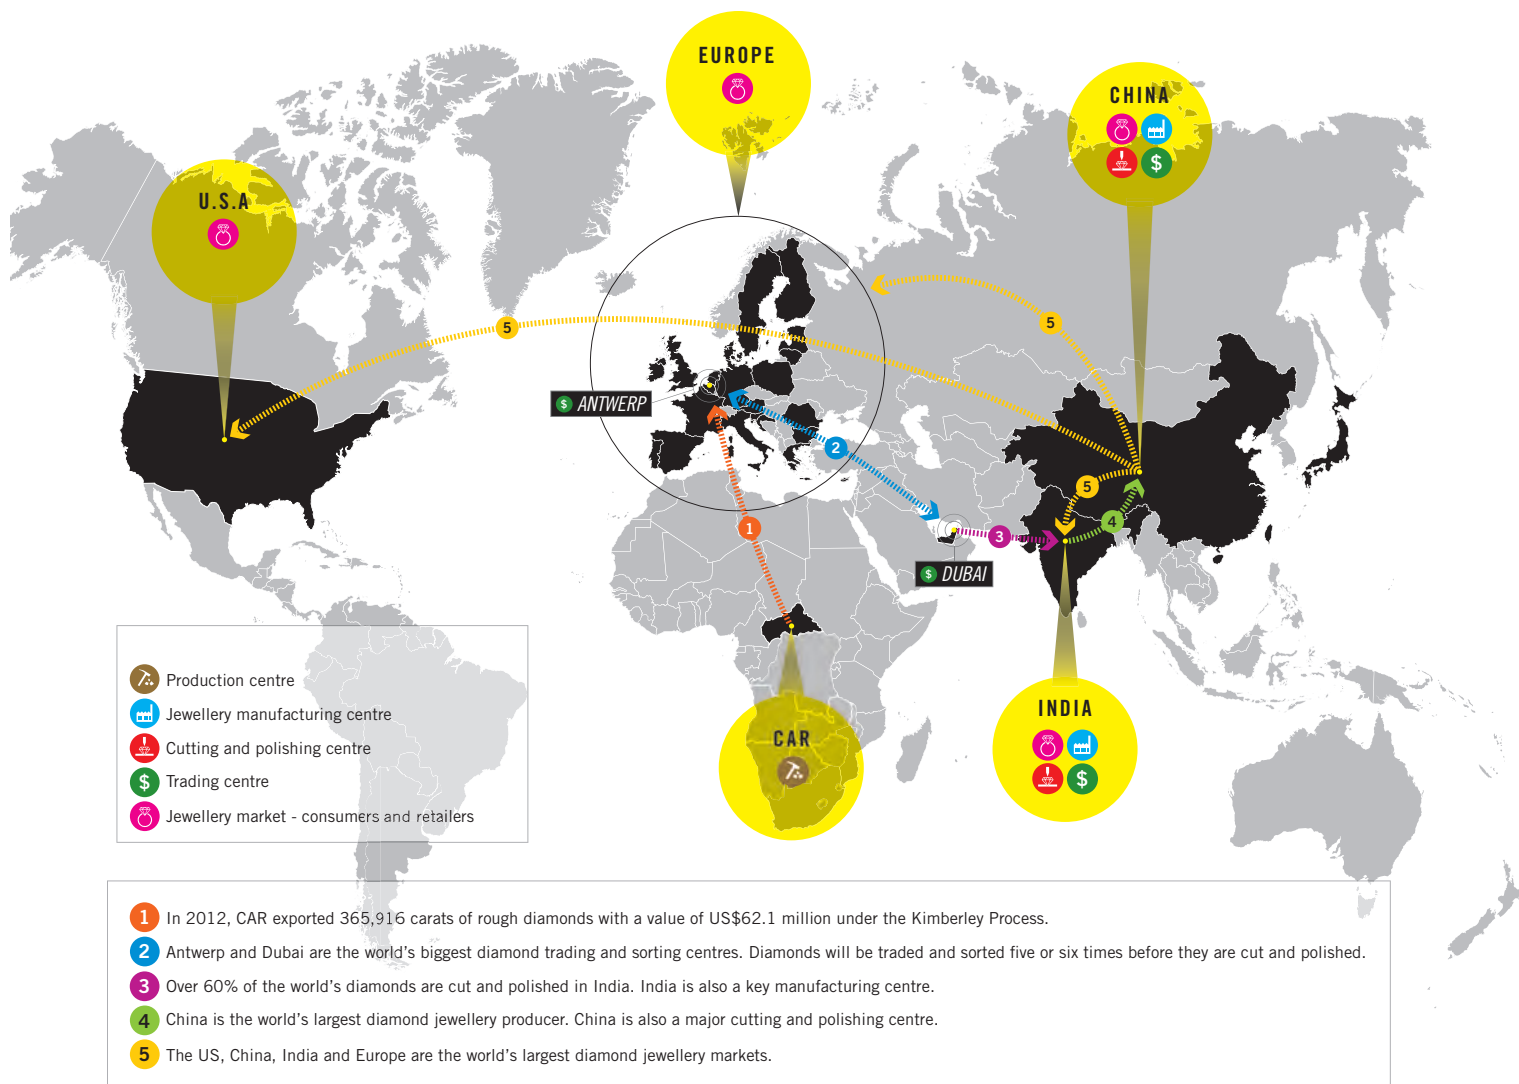 EUROPE
CHINA
$
U.S.A
5
5
$ ANTWERP
2
5
4
1
3
$ DUBAI
Production centre
Jewellery manufacturing centre
Cutting and polishing centre
$ Trading centre
Jewellery market - consumers and retailers
CAR
INDIA
$
1 In 2012, CAR exported 365,916 carats of rough diamonds with a value of US$62.1 million under the Kimberley Process.
2 Antwerp and Dubai are the world’s biggest diamond trading and sorting centres. Diamonds will be traded and sorted five or six times before they are cut and polished.
3 Over 60% of the world’s diamonds are cut and polished in India. India is also a key manufacturing centre.
4 China is the world’s largest diamond jewellery producer. China is also a major cutting and polishing centre.
5 The US, China, India and Europe are the world’s largest diamond jewellery markets.